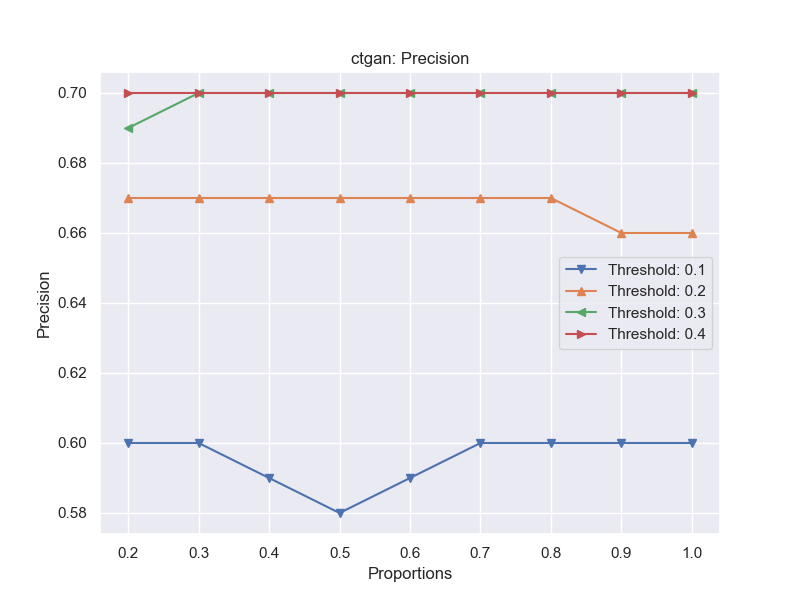 ctgan: Precision
Precision
0.70
0.68
0.66
0.64
0.62
0.60
0.58
Threshold: 0.1
Threshold: 0.2
Threshold: 0.3
Threshold: 0.4
0.2 0.3 0.4 0.5 0.6 0.7 0.8 0.9 1.0
Proportions